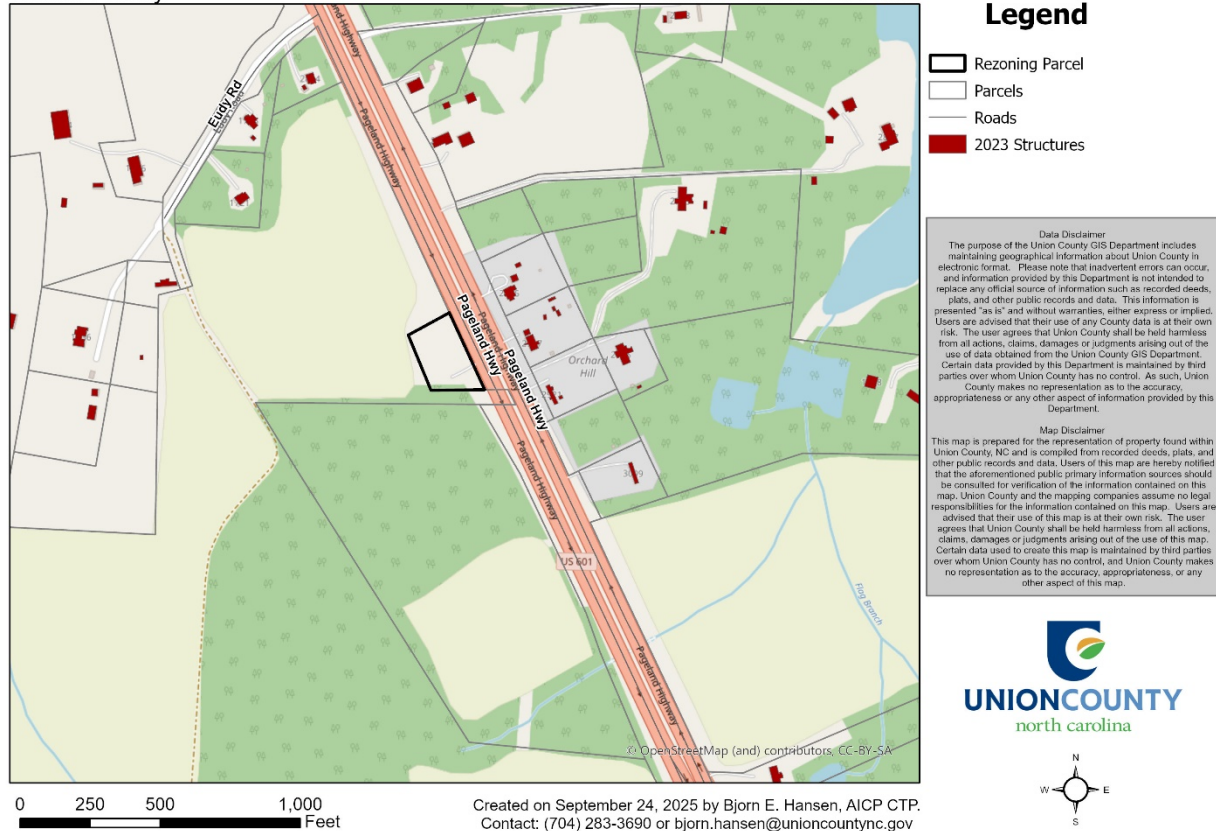 Pageland Highway
Pageland Highway
Pageland Highway
Eudy Rd
Pageland Hwy
Pageland Highway
Pageland Hwy
Orchard
Hill
Pageland Highway
US 601
Flag Branch
Pageland Highway
© OpenStreetMap (and) contributors, CC-BY-SA
0 250 500 1,000
Feet
Created on September 24, 2025 by Bjorn E. Hansen, AICP CTP.
Contact: (704) 283-3690 or bjorn.hansen@unioncountync.gov
Legend
Rezoning Parcel
Parcels
Roads
2023 Structures
Data Disclaimer
The purpose of the Union County GIS Department includes
maintaining geographical information about Union County in
electronic format. Please note that inadvertent errors can occur,
and information provided by this Department is not intended to
replace any official source of information such as recorded deeds,
plats, and other public records and data. This information is
presented "as is" and without warranties, either express or implied.
Users are advised that their use of any County data is at their own
risk. The user agrees that Union County shall be held harmless
from all actions, claims, damages or judgments arising out of the
use of data obtained from the Union County GIS Department.
Certain data provided by this Department is maintained by third
parties over whom Union County has no control. As such, Union
County makes no representation as to the accuracy,
appropriateness or any other aspect of information provided by this
Department.
Map Disclaimer
This map is prepared for the representation of property found within
Union County, NC and is compiled from recorded deeds, plats, and
other public records and data. Users of this map are hereby notified
that the aforementioned public primary information sources should
be consulted for verification of the information contained on this
map. Union County and the mapping companies assume no legal
responsibilities for the information contained on this map. Users are
advised that their use of this map is at their own risk. The user
agrees that Union County shall be held harmless from all actions,
claims, damages or judgments arising out of the use of this map.
Certain data used to create this map is maintained by third parties
over whom Union County has no control, and Union County makes
no representation as to the accuracy, appropriateness, or any
other aspect of this map.
UNIONCOUNTY
north carolina
N
W E
S